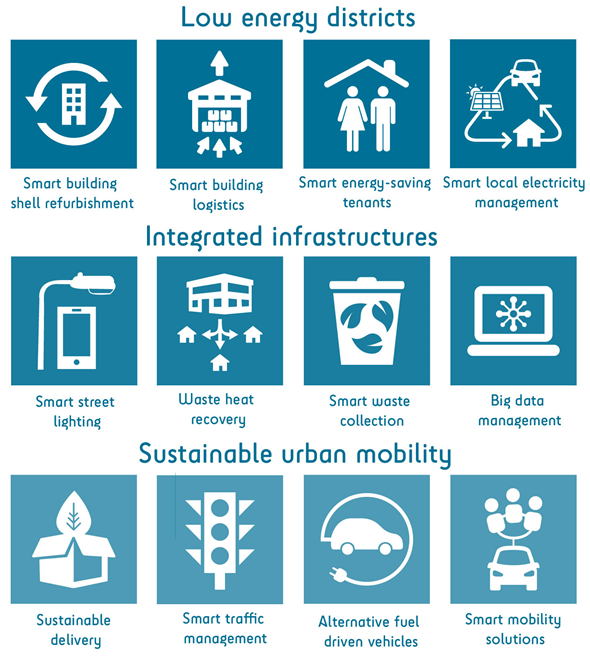 Low energy districts
Smart building
shell refurbishment
Smart building
logistics
Smart energy-saving
tenants
Smart local electricity
management
Integrated infrastructures
Smart street
lighting
Waste heat
recovery
Smart waste
collection
Big data
management
Sustainable urban mobility
Sustainable
delivery
Smart traffic
management
Alternative fuel
driven vehicles
Smart mobility
solutions